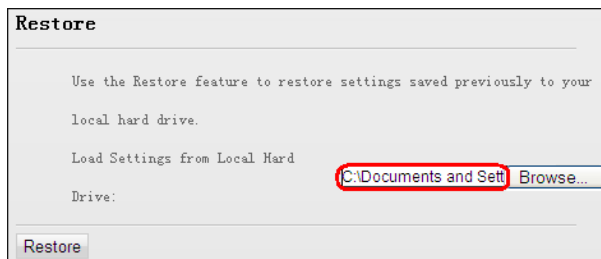 Restore
Use the Restore feature to restore settings saved previously to your
local hard drive.
Load Settings from Local Hard
Drive:
C:\Documents and Sett
Browse...
Restore